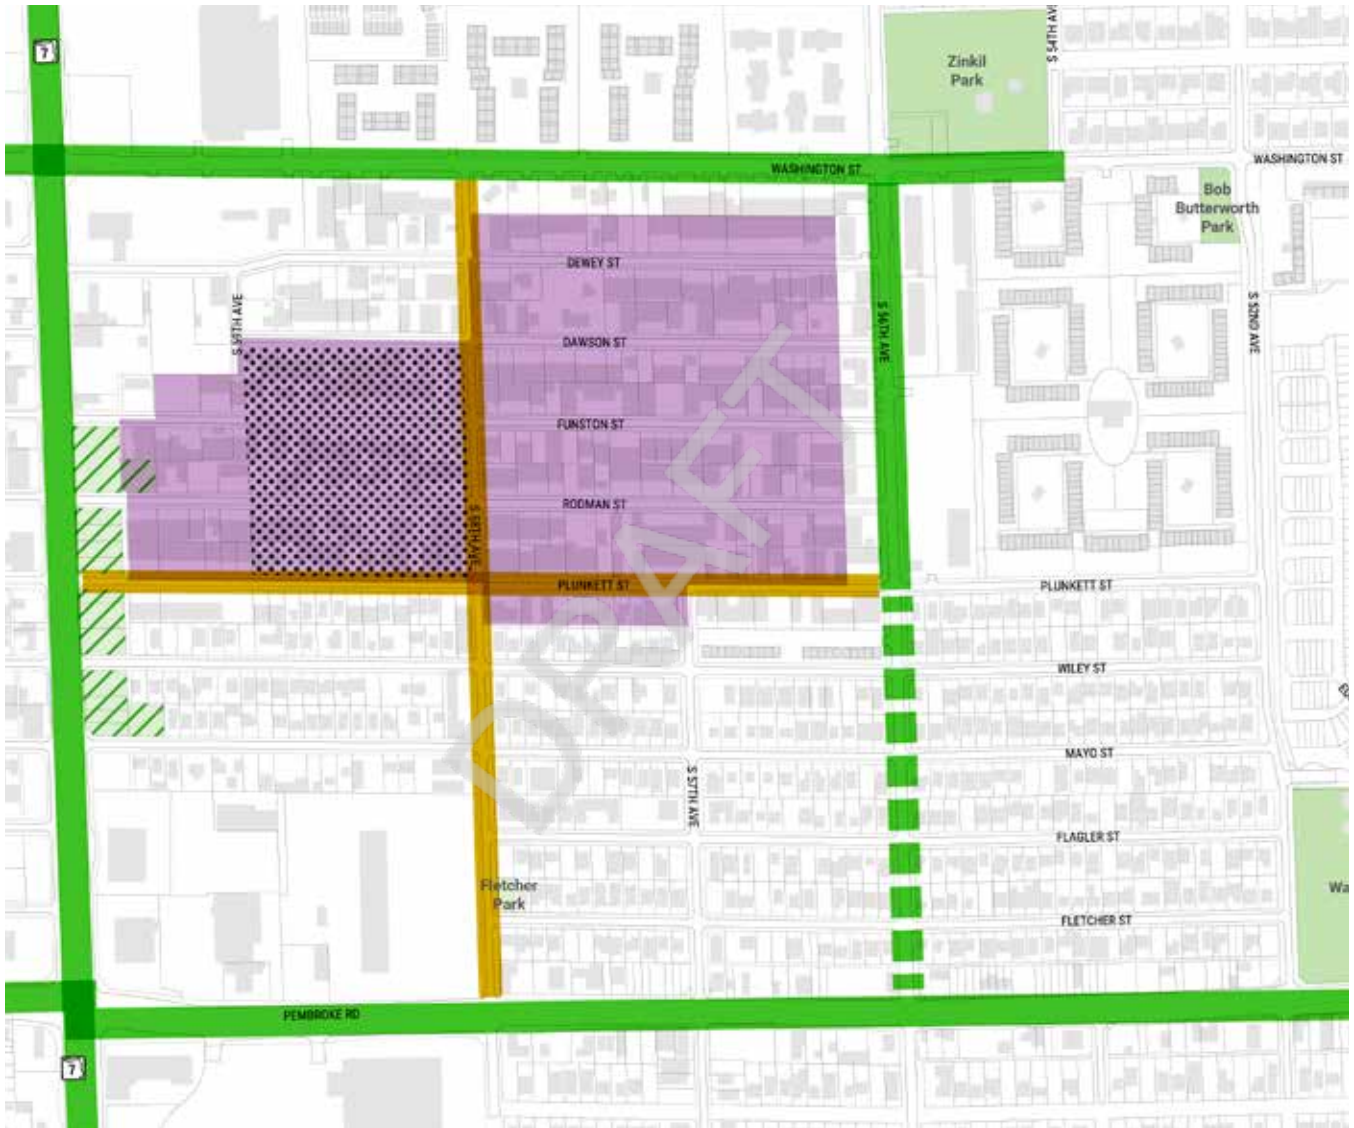 S 54TH AV
7
Zinkil
Park
WASHINGTON ST
WASHINGTON ST
Bob
Butterworth
Park
DEWEY ST
S 59TH AVE
S 56TH AVE
S 52ND AVE
DAWSON ST
FUNSTON ST
RODMAN ST
S 58TH AVE
PLUNKETT ST
PLUNKETT ST
DRAFT
WILEY ST
MAYO ST
S 57TH AVE
FLAGLER ST
Fletcher
Park
Wa
FLETCHER ST
PEMBROKE RD
7